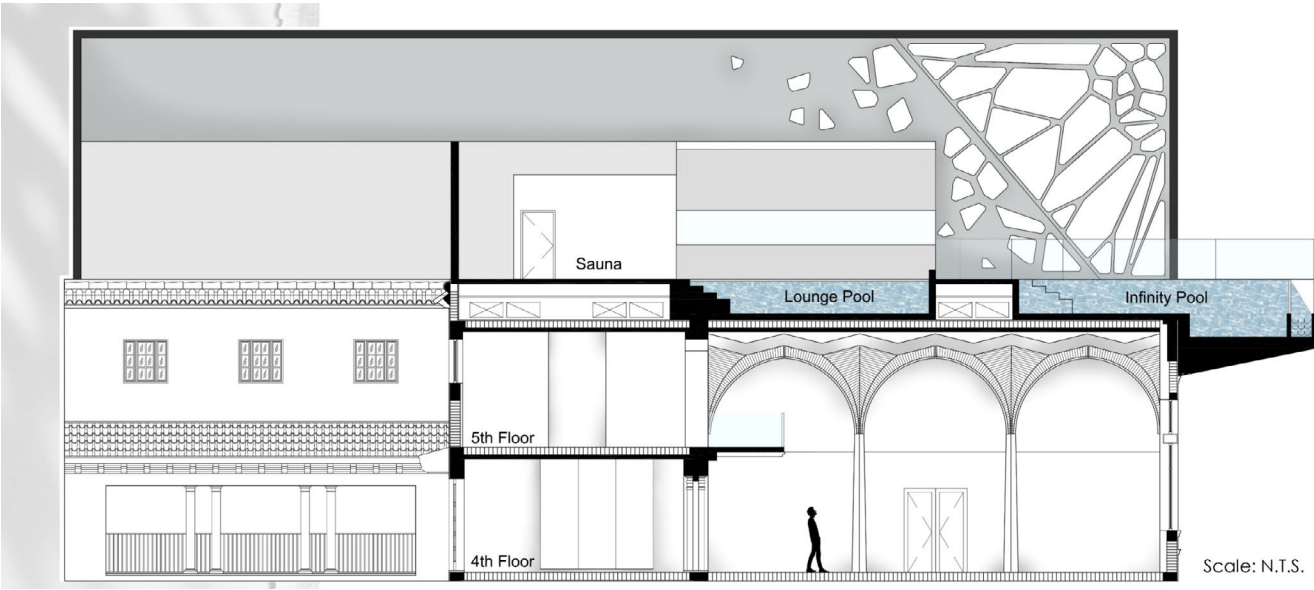 Sauna
Lounge Pool
Infinity Pool
5th Floor
4th Floor
Scale: N.T.S.